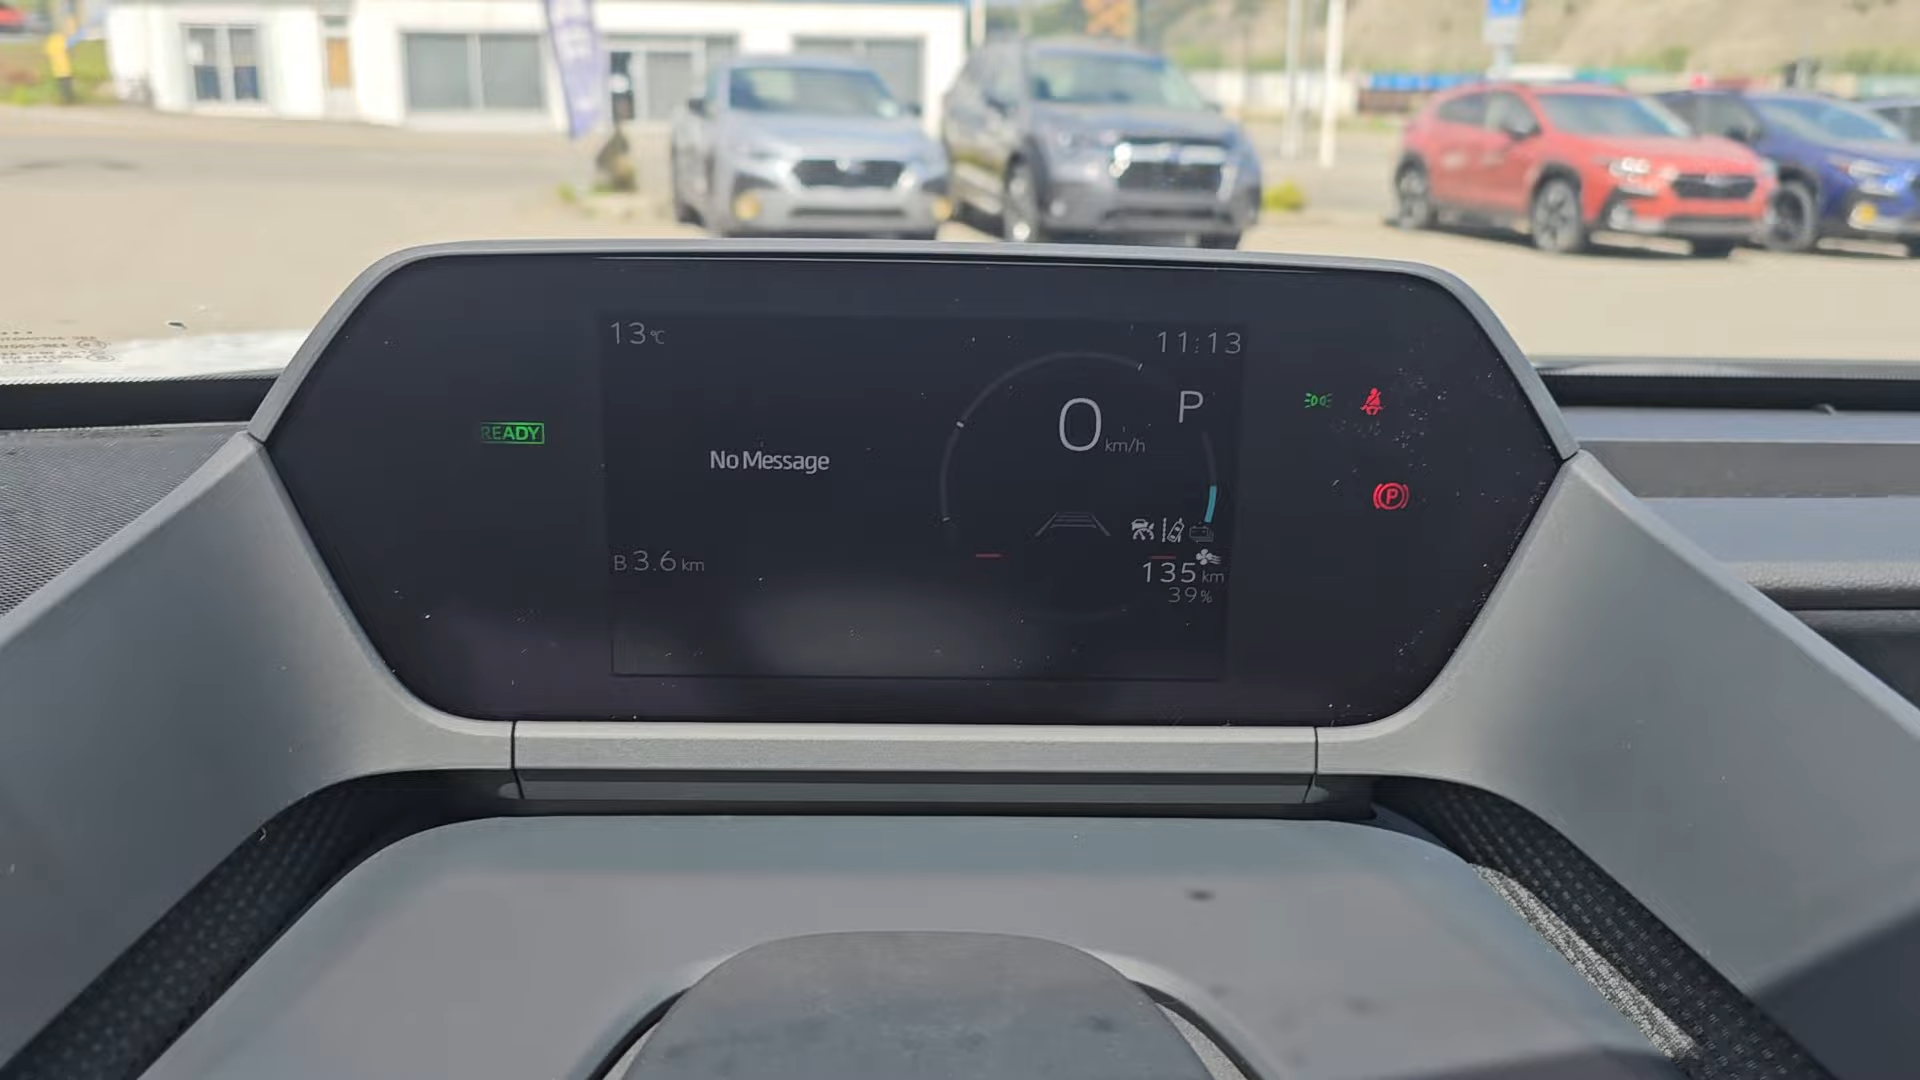 13°C
11:13
0 km/h
P
READY
No Message
B 3.6 km
135 km
39%
P